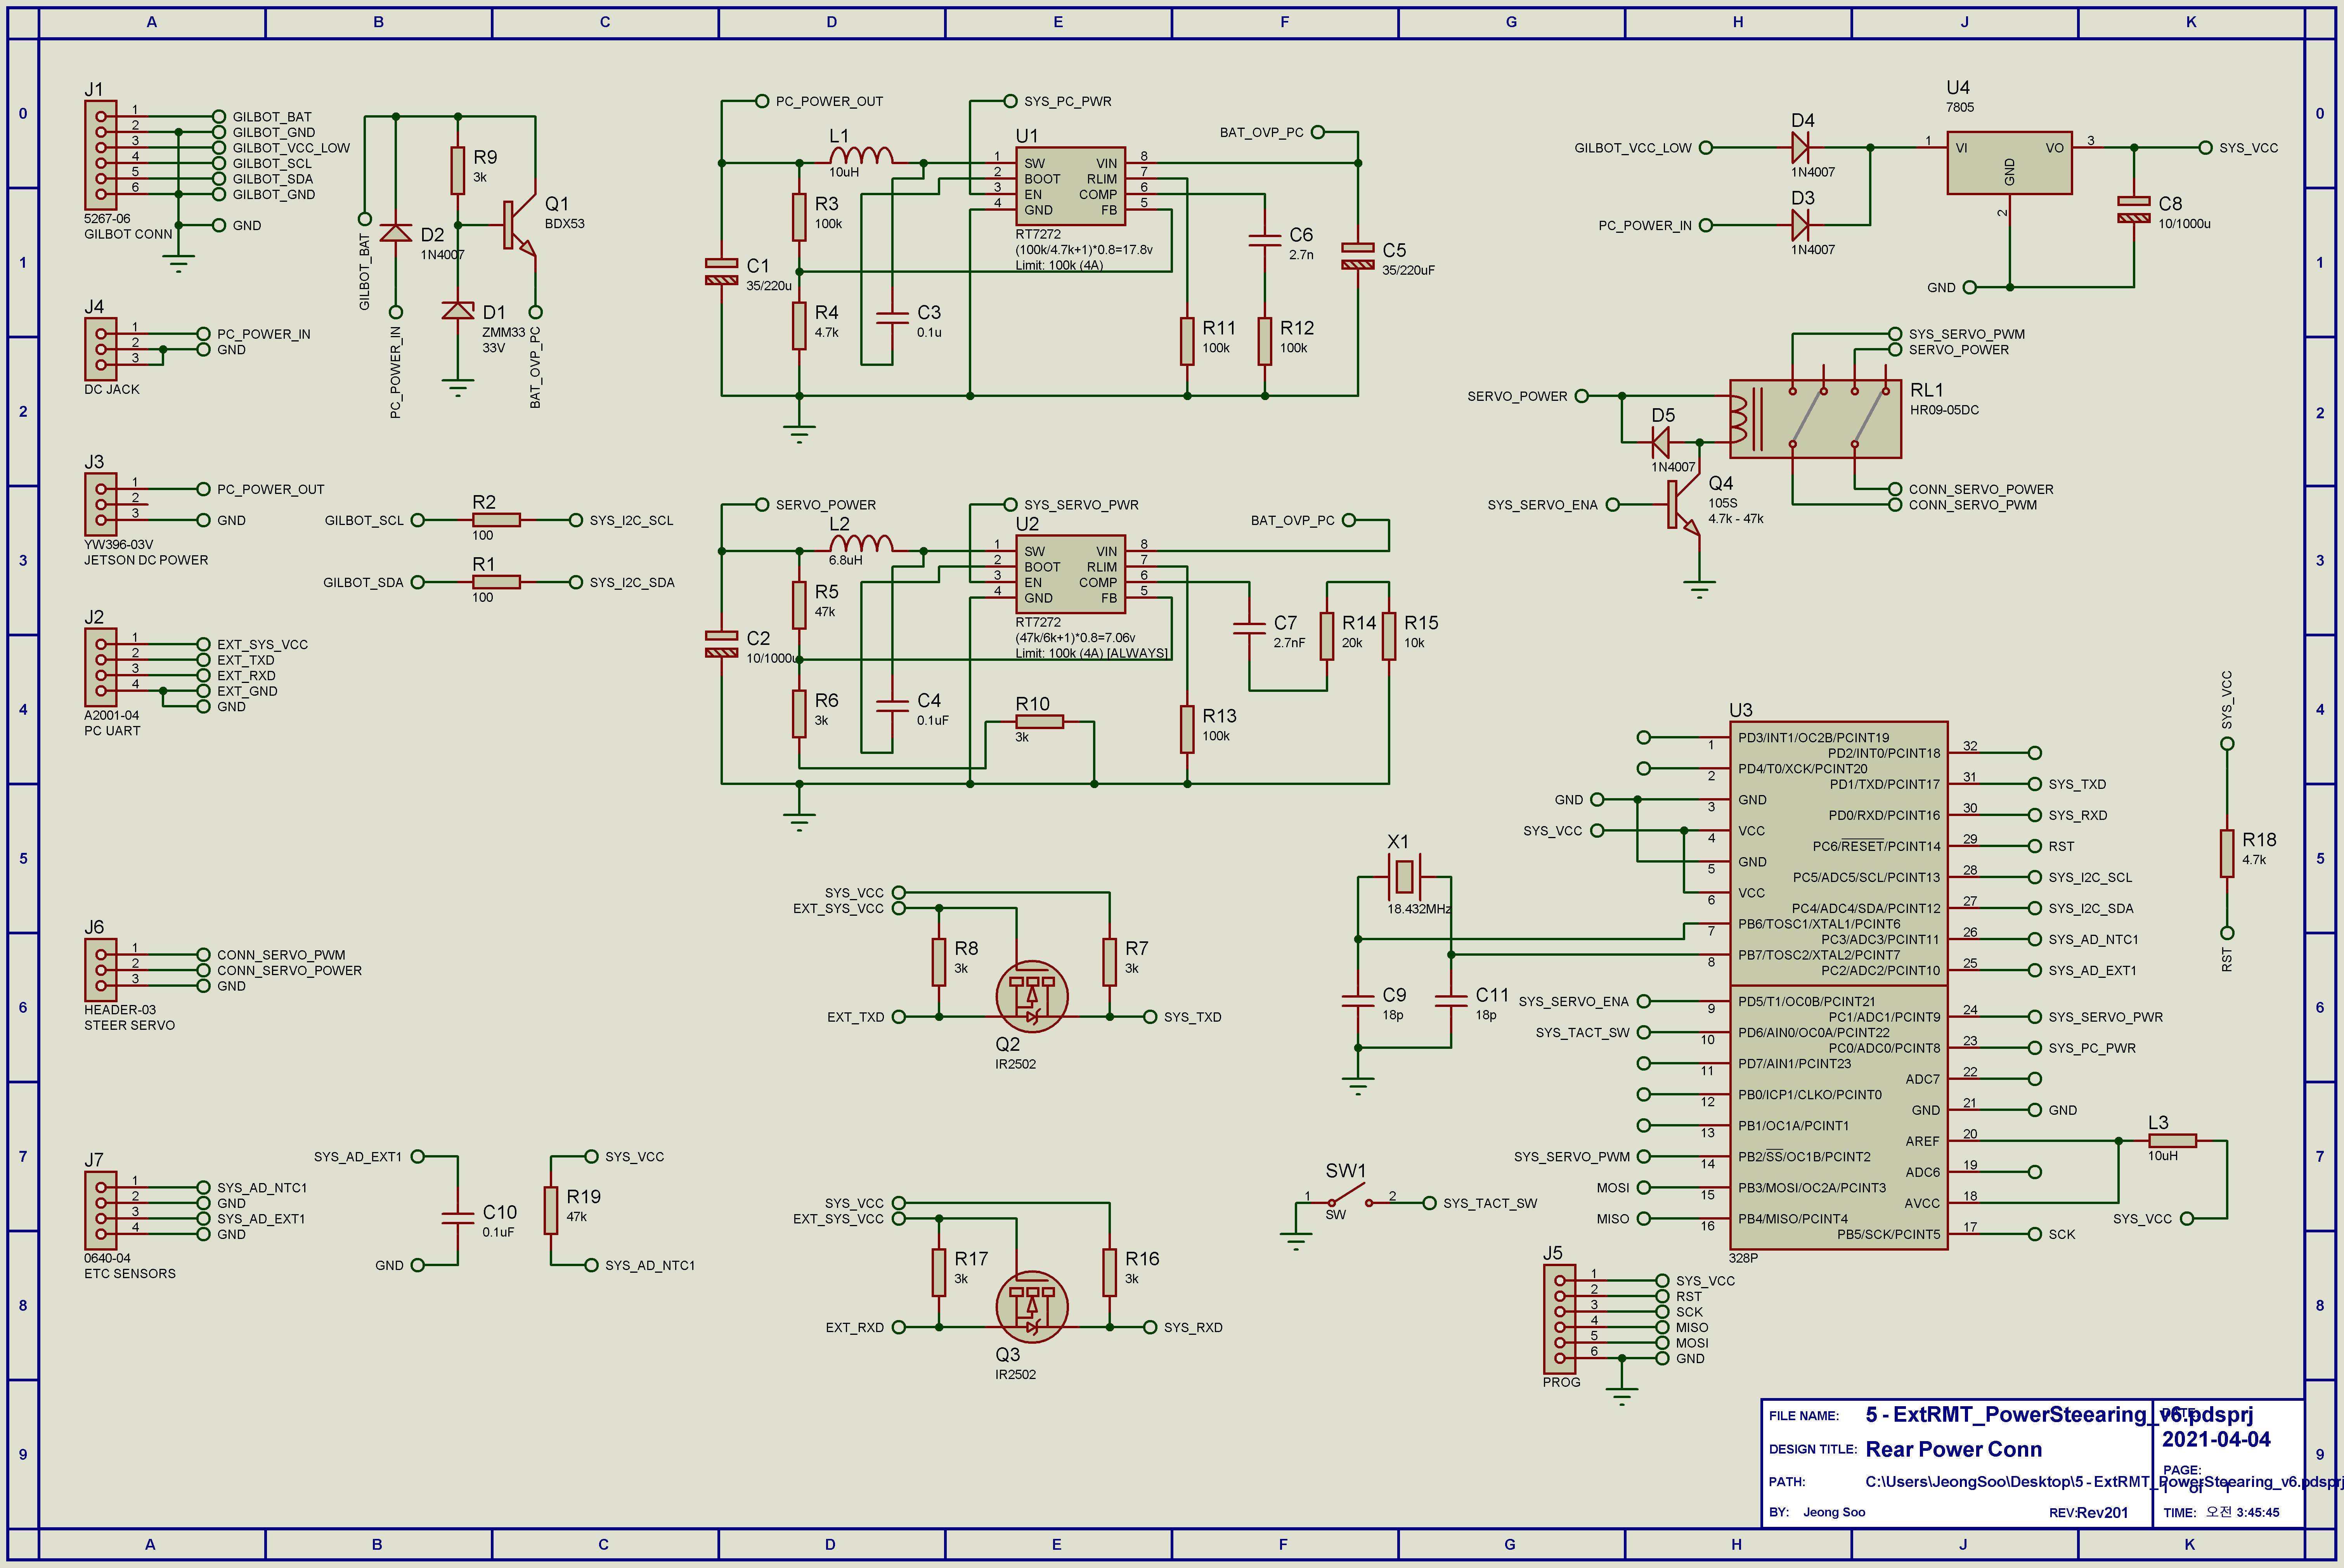 A B C D E F G H J K
0 0
1 1
2 2
3 3
4 4
5 5
6 6
7 7
8 8
9 9
J1
1 GILBOT_BAT
2 GILBOT_GND
3 GILBOT_VCC_LOW
4 GILBOT_SCL
5 GILBOT_SDA
6 GILBOT_GND
GND
5267-06
GILBOT CONN
J4
1 PC_POWER_IN
2 GND
3
DC JACK
J3
1 PC_POWER_OUT
2
3 GND
YW396-03V
JETSON DC POWER
J2
1 EXT_SYS_VCC
2 EXT_TXD
3 EXT_RXD
4 EXT_GND
GND
A2001-04
PC UART
J6
1 CONN_SERVO_PWM
2 CONN_SERVO_POWER
3 GND
HEADER-03
STEER SERVO
J7
1 SYS_AD_NTC1
2 GND
3 SYS_AD_EXT1
4 GND
0640-04
ETC SENSORS
R9
3k
Q1
BDX53
D2
1N4007
GILBOT_BAT
PC_POWER_IN
D1
ZMM33
33V
BAT_OVP_PC
R2
GILBOT_SCL SYS_I2C_SCL
100
R1
GILBOT_SDA SYS_I2C_SDA
100
SYS_AD_EXT1
C10
0.1uF
GND
SYS_VCC
R19
47k
SYS_AD_NTC1
PC_POWER_OUT
SYS_PC_PWR
BAT_OVP_PC
L1
10uH
U1
1 SW VIN 8
2 BOOT RLIM 7
3 EN COMP 6
4 GND FB 5
RT7272
(100k/4.7k+1)*0.8=17.8v
Limit: 100k (4A)
R3
100k
C1
35/220u
R4
4.7k
C3
0.1u
C6
2.7n
C5
35/220uF
R11
100k
R12
100k
SERVO_POWER
SYS_SERVO_PWR
BAT_OVP_PC
L2
6.8uH
U2
1 SW VIN 8
2 BOOT RLIM 7
3 EN COMP 6
4 GND FB 5
RT7272
(47k/6k+1)*0.8=7.06v
Limit: 100k (4A) [ALWAYS]
R5
47k
C2
10/1000u
R6
3k
C4
0.1uF
R10
3k
C7
2.7nF
R14
20k
R15
10k
R13
100k
SYS_VCC
EXT_SYS_VCC
R8
3k
R7
3k
EXT_TXD SYS_TXD
Q2
IR2502
SYS_VCC
EXT_SYS_VCC
R17
3k
R16
3k
EXT_RXD SYS_RXD
Q3
IR2502
U4
7805
D4
GILBOT_VCC_LOW
1N4007
D3
PC_POWER_IN
1N4007
1 VI VO 3
GND
2
SYS_VCC
C8
10/1000u
GND
SYS_SERVO_PWM
SERVO_POWER
RL1
HR09-05DC
SERVO_POWER
D5
1N4007
Q4
105S
4.7k - 47k
SYS_SERVO_ENA
CONN_SERVO_POWER
CONN_SERVO_PWM
X1
18.432MHz
C9
18p
C11
18p
SW1
1 2
SW
SYS_TACT_SW
U3
1 PD3/INT1/OC2B/PCINT19
PD2/INT0/PCINT18 32
2 PD4/T0/XCK/PCINT20
PD1/TXD/PCINT17 31 SYS_TXD
GND 3 GND
PD0/RXD/PCINT16 30 SYS_RXD
SYS_VCC 4 VCC
PC6/RESET/PCINT14 29 RST
5 GND
PC5/ADC5/SCL/PCINT13 28 SYS_I2C_SCL
6 VCC
PC4/ADC4/SDA/PCINT12 27 SYS_I2C_SDA
7 PB6/TOSC1/XTAL1/PCINT6
PC3/ADC3/PCINT11 26 SYS_AD_NTC1
8 PB7/TOSC2/XTAL2/PCINT7
PC2/ADC2/PCINT10 25 SYS_AD_EXT1
SYS_SERVO_ENA 9 PD5/T1/OC0B/PCINT21
PC1/ADC1/PCINT9 24 SYS_SERVO_PWR
SYS_TACT_SW 10 PD6/AIN0/OC0A/PCINT22
PC0/ADC0/PCINT8 23 SYS_PC_PWR
11 PD7/AIN1/PCINT23
ADC7 22
12 PB0/ICP1/CLKO/PCINT0
GND 21 GND
13 PB1/OC1A/PCINT1
AREF 20
SYS_SERVO_PWM 14 PB2/SS/OC1B/PCINT2
ADC6 19
MOSI 15 PB3/MOSI/OC2A/PCINT3
AVCC 18
MISO 16 PB4/MISO/PCINT4
PB5/SCK/PCINT5 17 SCK
328P
L3
10uH
SYS_VCC
SYS_VCC
R18
4.7k
RST
J5
1 SYS_VCC
2 RST
3 SCK
4 MISO
5 MOSI
6 GND
PROG
FILE NAME: 5 - ExtRMT_PowerSteearing_v6.pdsprj
DATE:
2021-04-04
DESIGN TITLE: Rear Power Conn
PAGE:
PATH: C:\Users\JeongSoo\Desktop\5 - ExtRMT_PowerSteearing_v6.pdsprj
1 of 1
BY: Jeong Soo REV:Rev201 TIME: 오전 3:45:45
A B C D E F G H J K